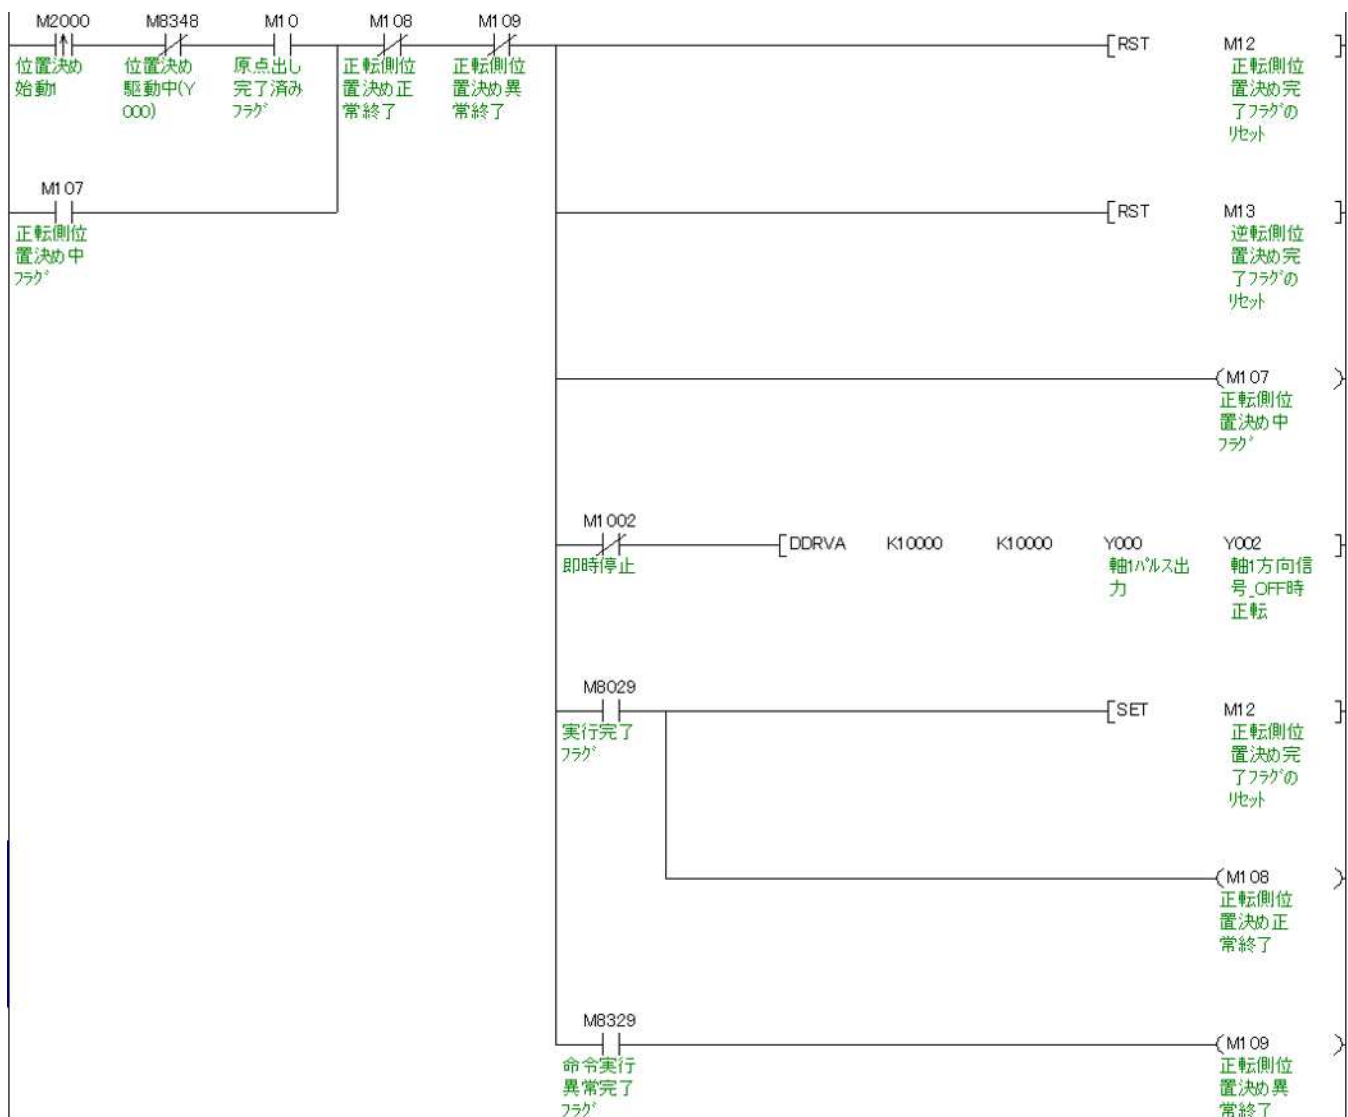 M2000 M8348 M10 M108 M109
[RST M12 ]
位置決め 位置決め 原点出し 正転側位 正転側位 正転側位
始動1 駆動中(Y 完了済み 置決め正 置決め異 置決め完
000) フラグ 常終了 常終了 了フラグの
リセット
M107
[RST M13 ]
正転側位 逆転側位
置決め中 置決め完
フラグ 了フラグの
リセット
(M107 )
正転側位
置決め中
フラグ
M1002
[DDRVA K10000 K10000 Y000 Y002 ]
即時停止 軸1パルス出 軸1方向信
力 号_OFF時
正転
M8029
[SET M12 ]
実行完了 正転側位
フラグ 置決め完
了フラグの
リセット
(M108 )
正転側位
置決め正
常終了
M8329
(M109 )
命令実行 正転側位
異常完了 置決め異
フラグ 常終了